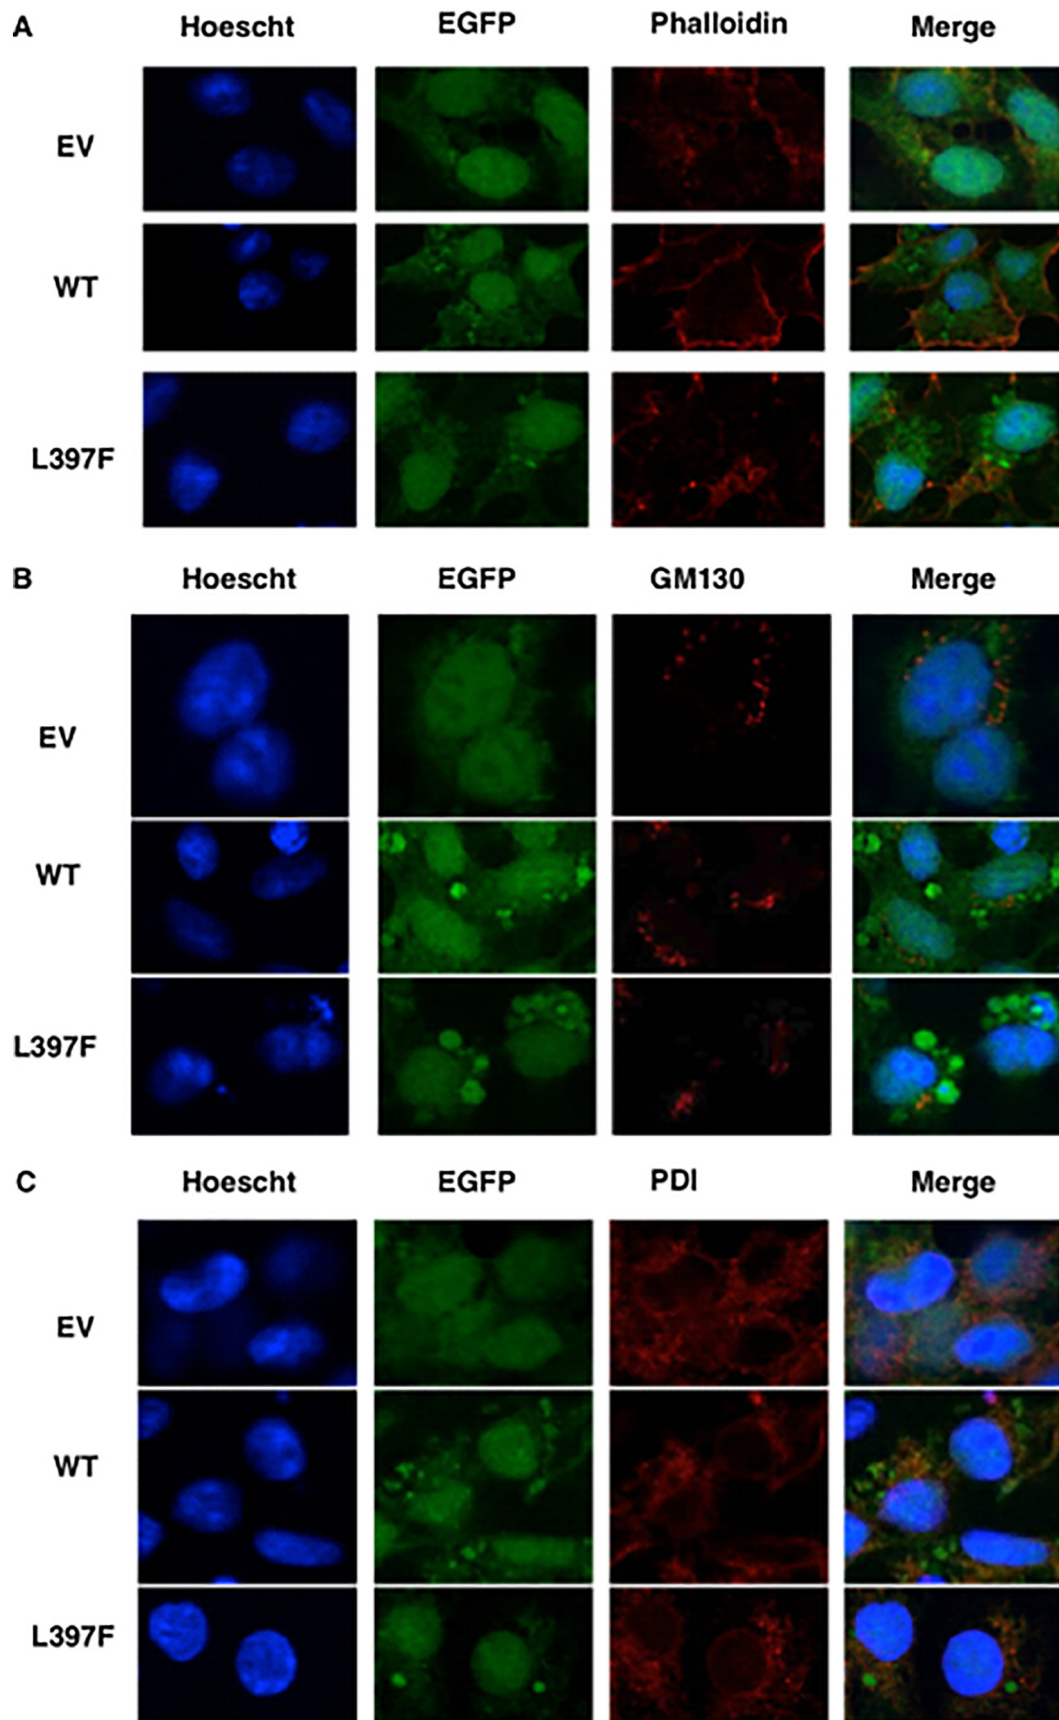 A Hoescht EGFP Phalloidin Merge
EV
WT
L397F
B Hoescht EGFP GM130 Merge
EV
WT
L397F
C Hoescht EGFP PDI Merge
EV
WT
L397F